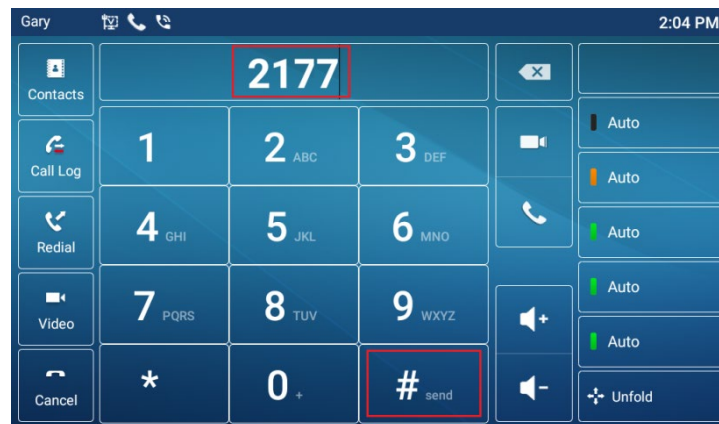 Gary
2:04 PM
2177
Contacts
Call Log
Redial
Video
Cancel
1
2 ABC
3 DEF
4 GHI
5 JKL
6 MNO
7 PQRS
8 TUV
9 WXYZ
*
0 +
# send
+
-
Auto
Auto
Auto
Auto
Auto
Unfold